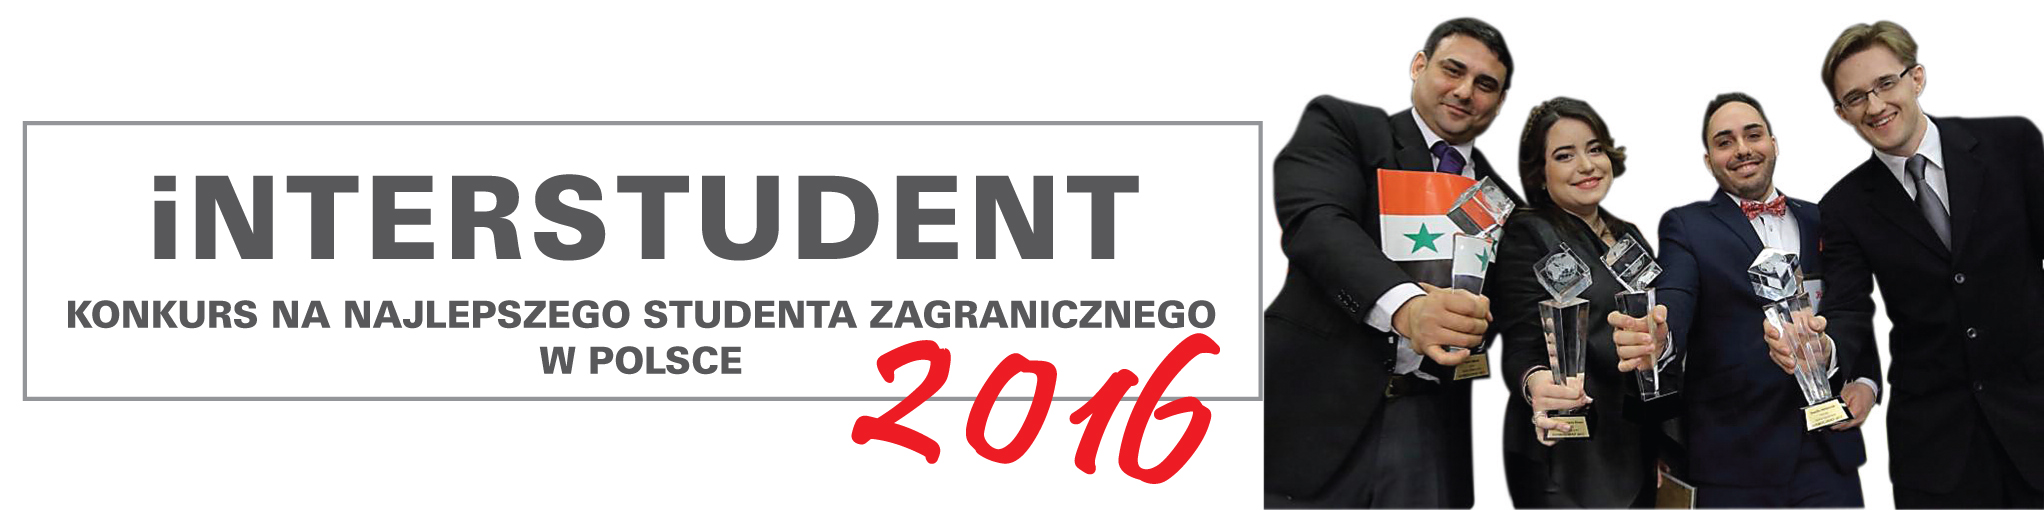 iNTERSTUDENT
KONKURS NA NAJLEPSZEGO STUDENTA ZAGRANICZNEGO
W POLSCE
2016